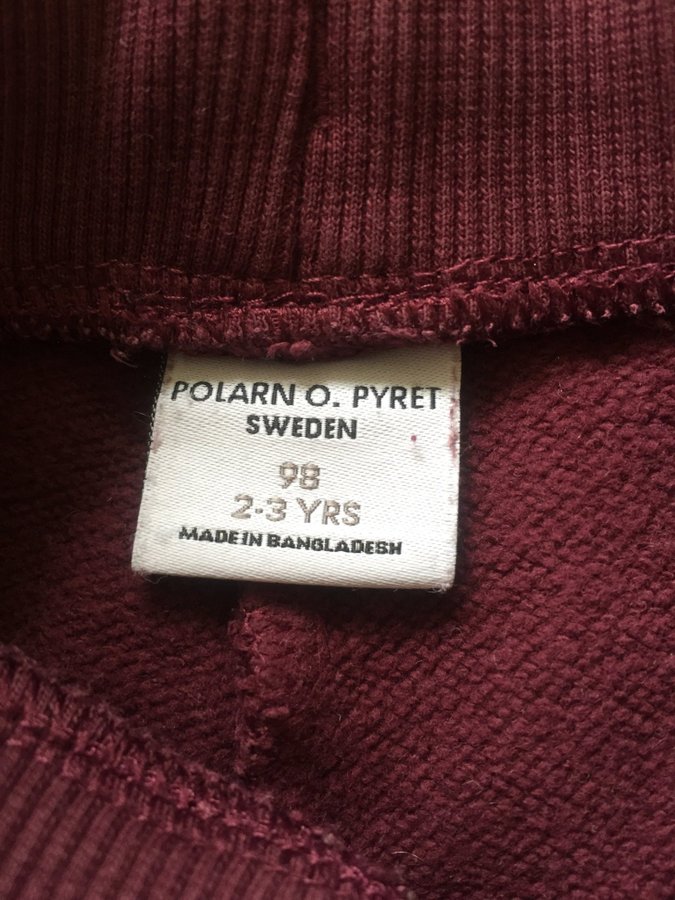 POLARN O. PYRET
SWEDEN
98
2-3 YRS
MADE IN BANGLADESH